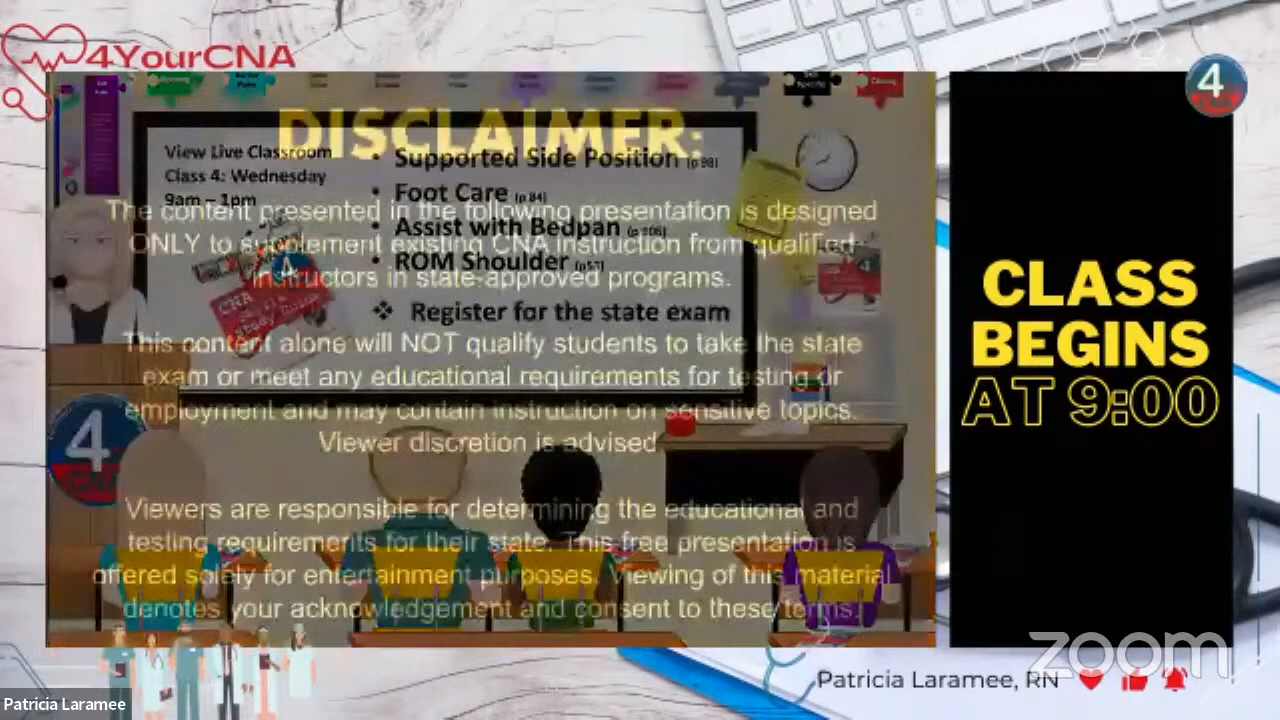 4YourCNA
DISCLAIMER:
View Live Classroom
Class 4: Wednesday
9am – 1pm
• Supported Side Position (p 98)
• Foot Care (p 84)
• Assist with Bedpan
• ROM Shoulder
❖ Register for the state exam
The content presented in the following presentation is designed
ONLY to supplement existing CNA instruction from qualified
instructors in state-approved programs.
This content alone will NOT qualify students to take the state
exam or meet any educational requirements for testing or
employment and may contain instruction on sensitive topics.
Viewer discretion is advised
Viewers are responsible for determining the educational and
testing requirements for their state. This free presentation is
offered solely for entertainment purposes. Viewing of this material
denotes your acknowledgement and consent to these terms.
4
4
4
CNA
CLASS
BEGINS
AT 9:00
zoom
Patricia Laramee, RN
Patricia Laramee